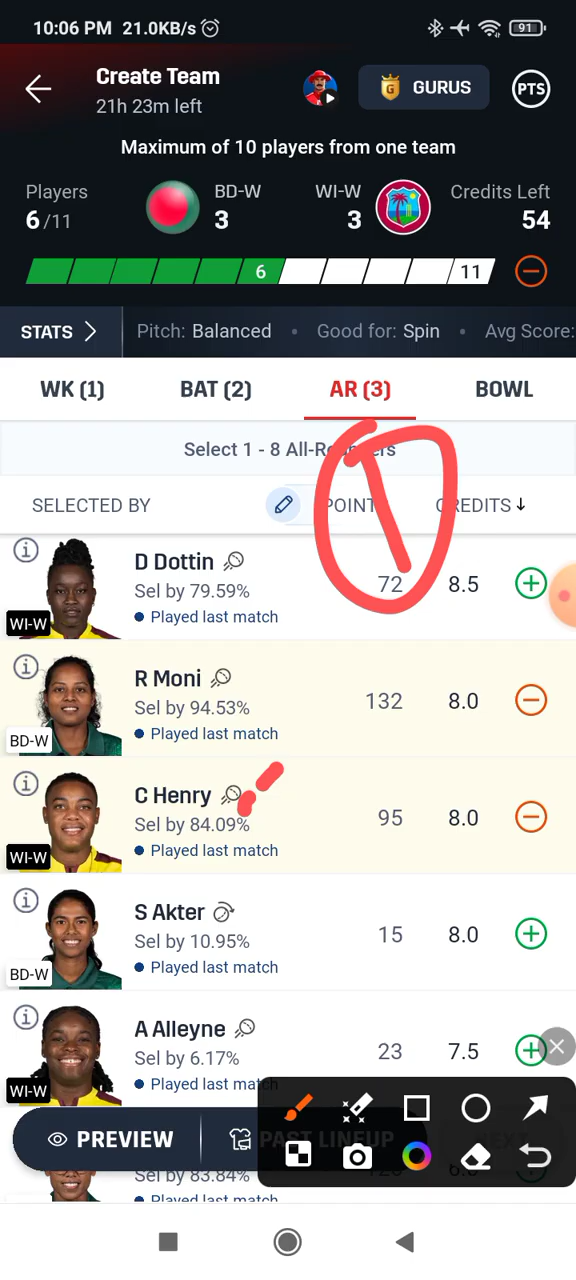 10:06 PM 21.0KB/s 91
Create Team
21h 23m left
G GURUS
PTS
Maximum of 10 players from one team
Players BD-W WI-W Credits Left
6/11 3 3 54
6 11
STATS Pitch: Balanced • Good for: Spin • Avg Score:
WK (1) BAT (2) AR (3) BOWL
Select 1 - 8 All-Rounders
SELECTED BY POINTS CREDITS
D Dottin
Sel by 79.59% 72 8.5
WI-W Played last match
R Moni
Sel by 94.53% 132 8.0
BD-W Played last match
C Henry
Sel by 84.09% 95 8.0
WI-W Played last match
S Akter
Sel by 10.95% 15 8.0
BD-W Played last match
A Alleyne
Sel by 6.17% 23 7.5
WI-W Played last match
PREVIEW PAST LINEUP
Sel by 83.84%
Played last match